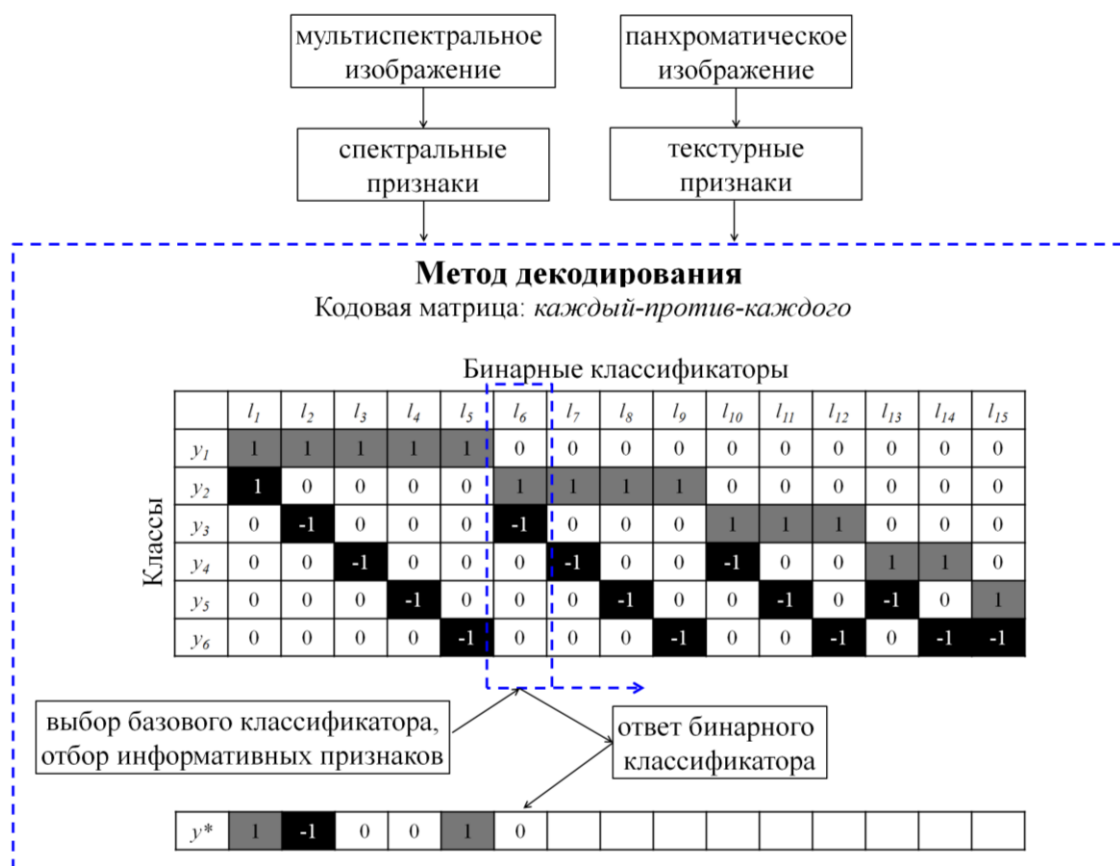 мультиспектральное
изображение
панхроматическое
изображение
спектральные
признаки
текстурные
признаки
Метод декодирования
Кодовая матрица: каждый-против-каждого
Бинарные классификаторы
Классы
l1 l2 l3 l4 l5 l6 l7 l8 l9 l10 l11 l12 l13 l14 l15
y1 1 1 1 1 1 0 0 0 0 0 0 0 0 0 0
y2 1 0 0 0 0 1 1 1 1 0 0 0 0 0 0
y3 0 -1 0 0 0 -1 0 0 0 1 1 1 0 0 0
y4 0 0 -1 0 0 0 -1 0 0 -1 0 0 1 1 0
y5 0 0 0 -1 0 0 0 -1 0 0 -1 0 -1 0 1
y6 0 0 0 0 -1 0 0 0 -1 0 0 -1 0 -1 -1
выбор базового классификатора,
отбор информативных признаков
ответ бинарного
классификатора
y* 1 -1 0 0 1 0